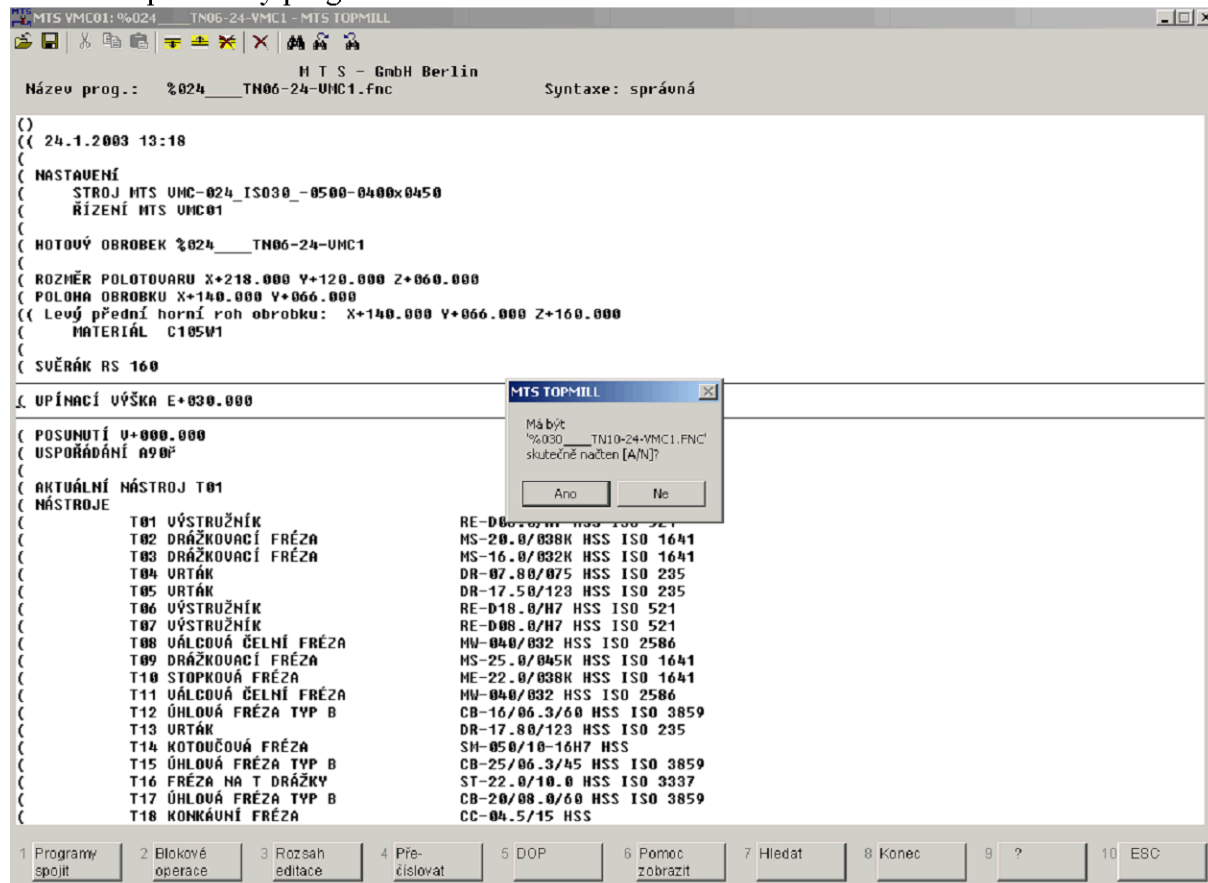 MTS VMC01: %024____TN06-24-VMC1 - MTS TOPMILL
M T S - GmbH Berlin
Název prog.: %024____TN06-24-VMC1.fnc Syntaxe: správná
()
(( 24.1.2003 13:18
(
( NASTAVENÍ
( STROJ MTS VMC-024_ISO30_-0500-0400x0450
( ŘÍZENÍ MTS VMC01
(
( HOTOVÝ OBROBEK %024____TN06-24-VMC1
(
( ROZMĚR POLOTOVARU X+218.000 Y+120.000 Z+060.000
( POLOHA OBROBKU X+140.000 Y+066.000
(( Levý přední horní roh obrobku: X+140.000 Y+066.000 Z+160.000
( MATERIÁL C105W1
(
( SVĚRÁK RS 160
( UPÍNACÍ VÝŠKA E+030.000
( POSUNUTÍ V+000.000
( USPOŘÁDÁNÍ A90ř
(
( AKTUÁLNÍ NÁSTROJ T01
( NÁSTROJE
( T01 VÝSTRUŽNÍK
( T02 DRÁŽKOVACÍ FRÉZA MS-20.0/038K HSS ISO 1641
( T03 DRÁŽKOVACÍ FRÉZA MS-16.0/032K HSS ISO 1641
( T04 VRTÁK DR-07.80/075 HSS ISO 235
( T05 VRTÁK DR-17.50/123 HSS ISO 235
( T06 VÝSTRUŽNÍK RE-D18.0/H7 HSS ISO 521
( T07 VÝSTRUŽNÍK RE-D08.0/H7 HSS ISO 521
( T08 VÁLCOVÁ ČELNÍ FRÉZA MW-040/032 HSS ISO 2586
( T09 DRÁŽKOVACÍ FRÉZA MS-25.0/045K HSS ISO 1641
( T10 STOPKOVÁ FRÉZA ME-22.0/038K HSS ISO 1641
( T11 VÁLCOVÁ ČELNÍ FRÉZA MW-040/032 HSS ISO 2586
( T12 ÚHLOVÁ FRÉZA TYP B CB-16/06.3/60 HSS ISO 3859
( T13 VRTÁK DR-17.80/123 HSS ISO 235
( T14 KOTOUČOVÁ FRÉZA SM-050/10-16H7 HSS
( T15 ÚHLOVÁ FRÉZA TYP B CB-25/06.3/45 HSS ISO 3859
( T16 FRÉZA NA T DRÁŽKY ST-22.0/10.0 HSS ISO 3337
( T17 ÚHLOVÁ FRÉZA TYP B CB-20/08.0/60 HSS ISO 3859
( T18 KONKÁVNÍ FRÉZA CC-04.5/15 HSS
MTS TOPMILL
Má být
'%030____TN10-24-VMC1.FNC'
skutečně načten [A/N]?
Ano Ne
1 Programy spojit
2 Blokové operace
3 Rozsah editace
4 Pře- číslovat
5 DOP
6 Pomoc zobrazit
7 Hledat
8 Konec
9 ?
10 ESC